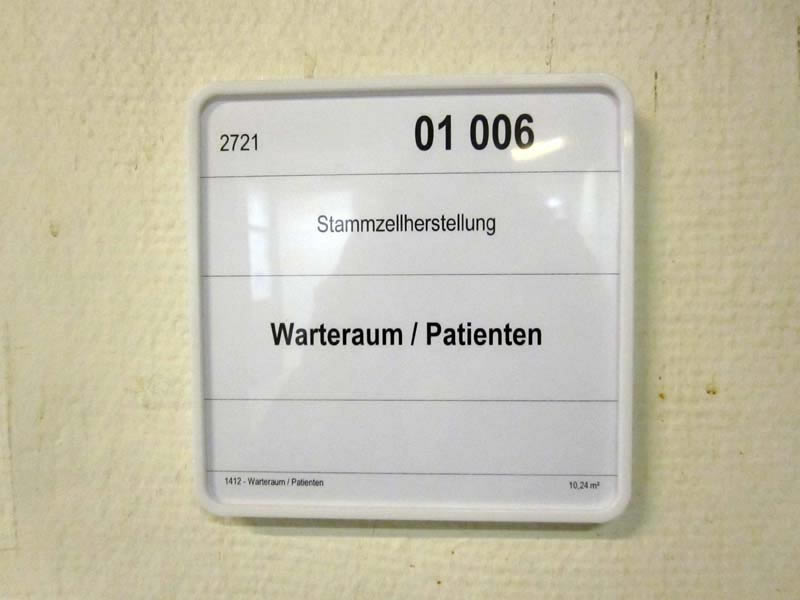 2721 01 006
Stammzellherstellung
Warteraum / Patienten
1412 - Warteraum / Patienten 10,24 m²